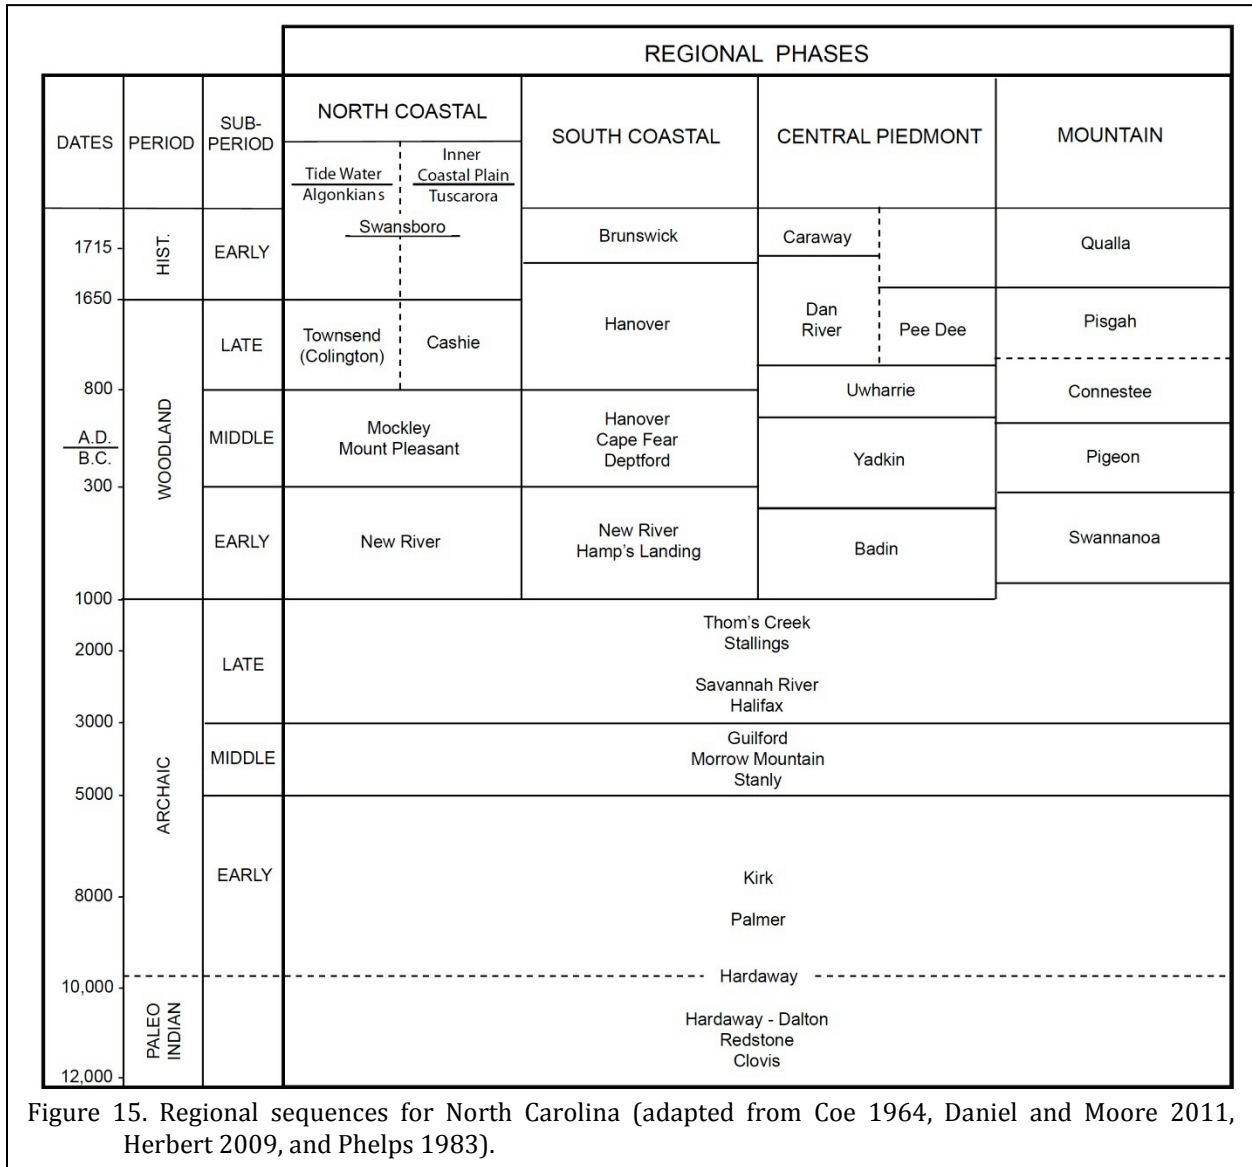 REGIONAL PHASES
DATES
PERIOD
SUB-
PERIOD
NORTH COASTAL
Tide Water
Algonkians
Inner
Coastal Plain
Tuscarora
SOUTH COASTAL
CENTRAL PIEDMONT
MOUNTAIN
1715
HIST.
EARLY
Swansboro
Brunswick
Caraway
Qualla
1650
WOODLAND
LATE
Townsend
(Colington)
Cashie
Hanover
Dan
River
Pee Dee
Pisgah
800
Uwharrie
Connestee
A.D.
B.C.
MIDDLE
Mockley
Mount Pleasant
Hanover
Cape Fear
Deptford
Yadkin
Pigeon
300
EARLY
New River
New River
Hamp's Landing
Badin
Swannanoa
1000
ARCHAIC
2000
LATE
Thom's Creek
Stallings
Savannah River
Halifax
3000
MIDDLE
Guilford
Morrow Mountain
Stanly
5000
EARLY
8000
Kirk
Palmer
Hardaway
10,000
PALEO
INDIAN
Hardaway - Dalton
Redstone
Clovis
12,000
Figure 15. Regional sequences for North Carolina (adapted from Coe 1964, Daniel and Moore 2011,
Herbert 2009, and Phelps 1983).